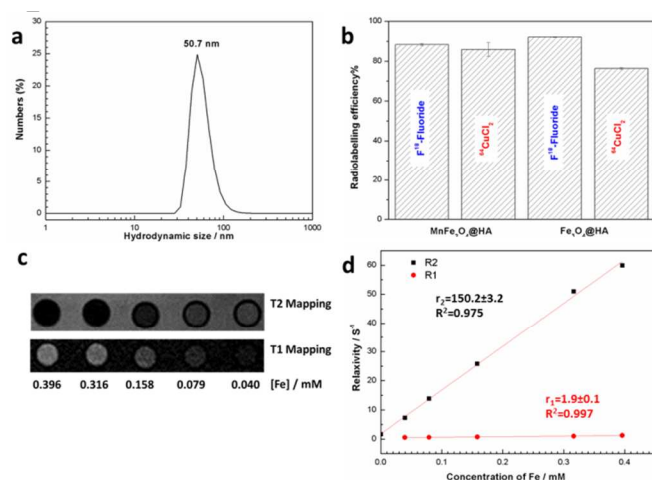 a
50.7 nm
Numbers (%)
30
25
20
15
10
5
0
1
10
100
1000
Hydrodynamic size / nm
b
Radiolabelling efficiency%
100
80
60
40
20
0
F¹⁸-Fluoride
⁶⁴CuCl₂
F¹⁸-Fluoride
⁶⁴CuCl₂
MnFe₂O₄@HA
Fe₃O₄@HA
c
T2 Mapping
T1 Mapping
0.396 0.316 0.158 0.079 0.040 [Fe] / mM
d
R2
R1
r₂=150.2±3.2
R²=0.975
r₁=1.9±0.1
R²=0.997
Relaxivity / S⁻¹
60
50
40
30
20
10
0
0.0
0.1
0.2
0.3
0.4
Concentration of Fe / mM